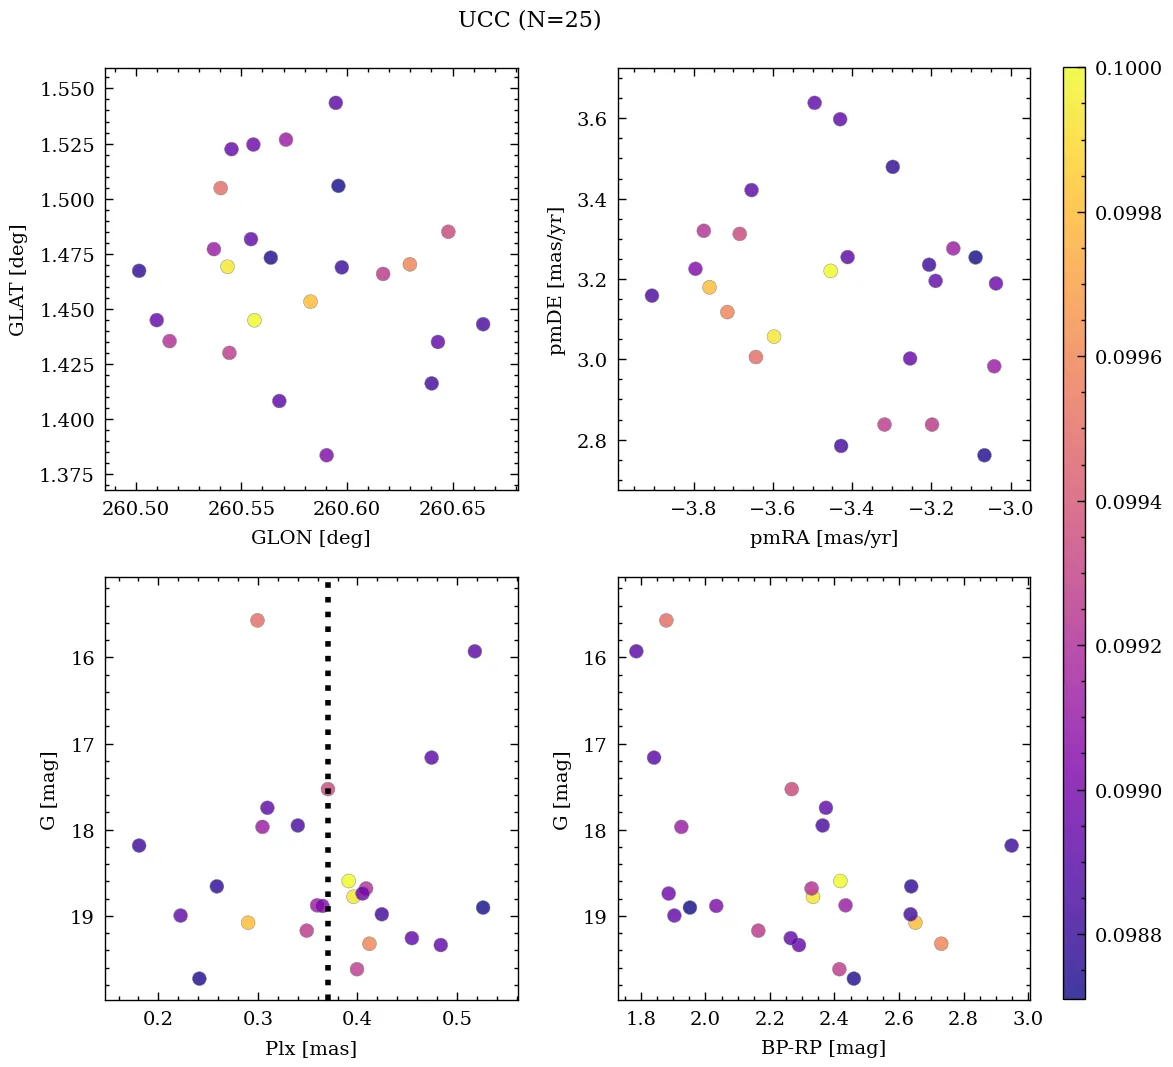 UCC (N=25)
1.550
1.525
1.500
1.475
1.450
1.425
1.400
1.375
GLAT [deg]
260.50 260.55 260.60 260.65
GLON [deg]
3.6
3.4
3.2
3.0
2.8
pmDE [mas/yr]
−3.8 −3.6 −3.4 −3.2 −3.0
pmRA [mas/yr]
0.1000
0.0998
0.0996
0.0994
0.0992
0.0990
0.0988
16
17
18
19
G [mag]
0.2 0.3 0.4 0.5
Plx [mas]
16
17
18
19
G [mag]
1.8 2.0 2.2 2.4 2.6 2.8 3.0
BP-RP [mag]